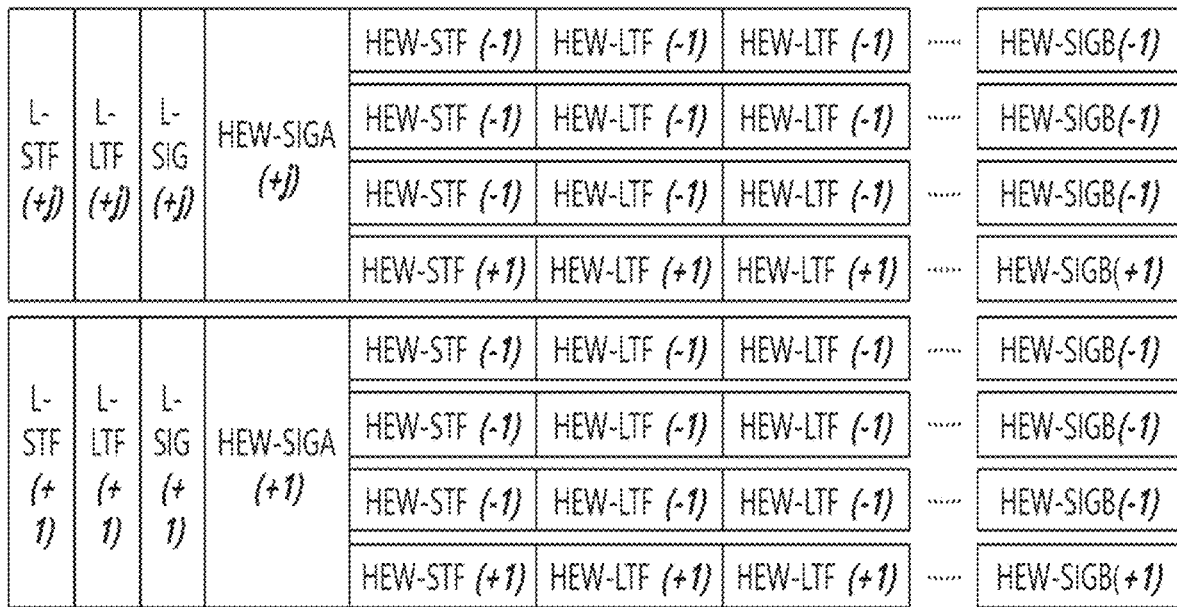 HEW-STF (-1) HEW-LTF (-1) HEW-LTF (-1) ...... HEW-SIGB(-1)
HEW-STF (-1) HEW-LTF (-1) HEW-LTF (-1) ...... HEW-SIGB(-1)
L-
STF
(+j)
L-
LTF
(+j)
L-
SIG
(+j)
HEW-SIGA
(+j)
HEW-STF (-1) HEW-LTF (-1) HEW-LTF (-1) ...... HEW-SIGB(-1)
HEW-STF (+1) HEW-LTF (+1) HEW-LTF (+1) ...... HEW-SIGB(+1)
HEW-STF (-1) HEW-LTF (-1) HEW-LTF (-1) ...... HEW-SIGB(-1)
HEW-STF (-1) HEW-LTF (-1) HEW-LTF (-1) ...... HEW-SIGB(-1)
L-
STF
(+
1)
L-
LTF
(+
1)
L-
SIG
(+
1)
HEW-SIGA
(+1)
HEW-STF (-1) HEW-LTF (-1) HEW-LTF (-1) ...... HEW-SIGB(-1)
HEW-STF (+1) HEW-LTF (+1) HEW-LTF (+1) ...... HEW-SIGB(+1)